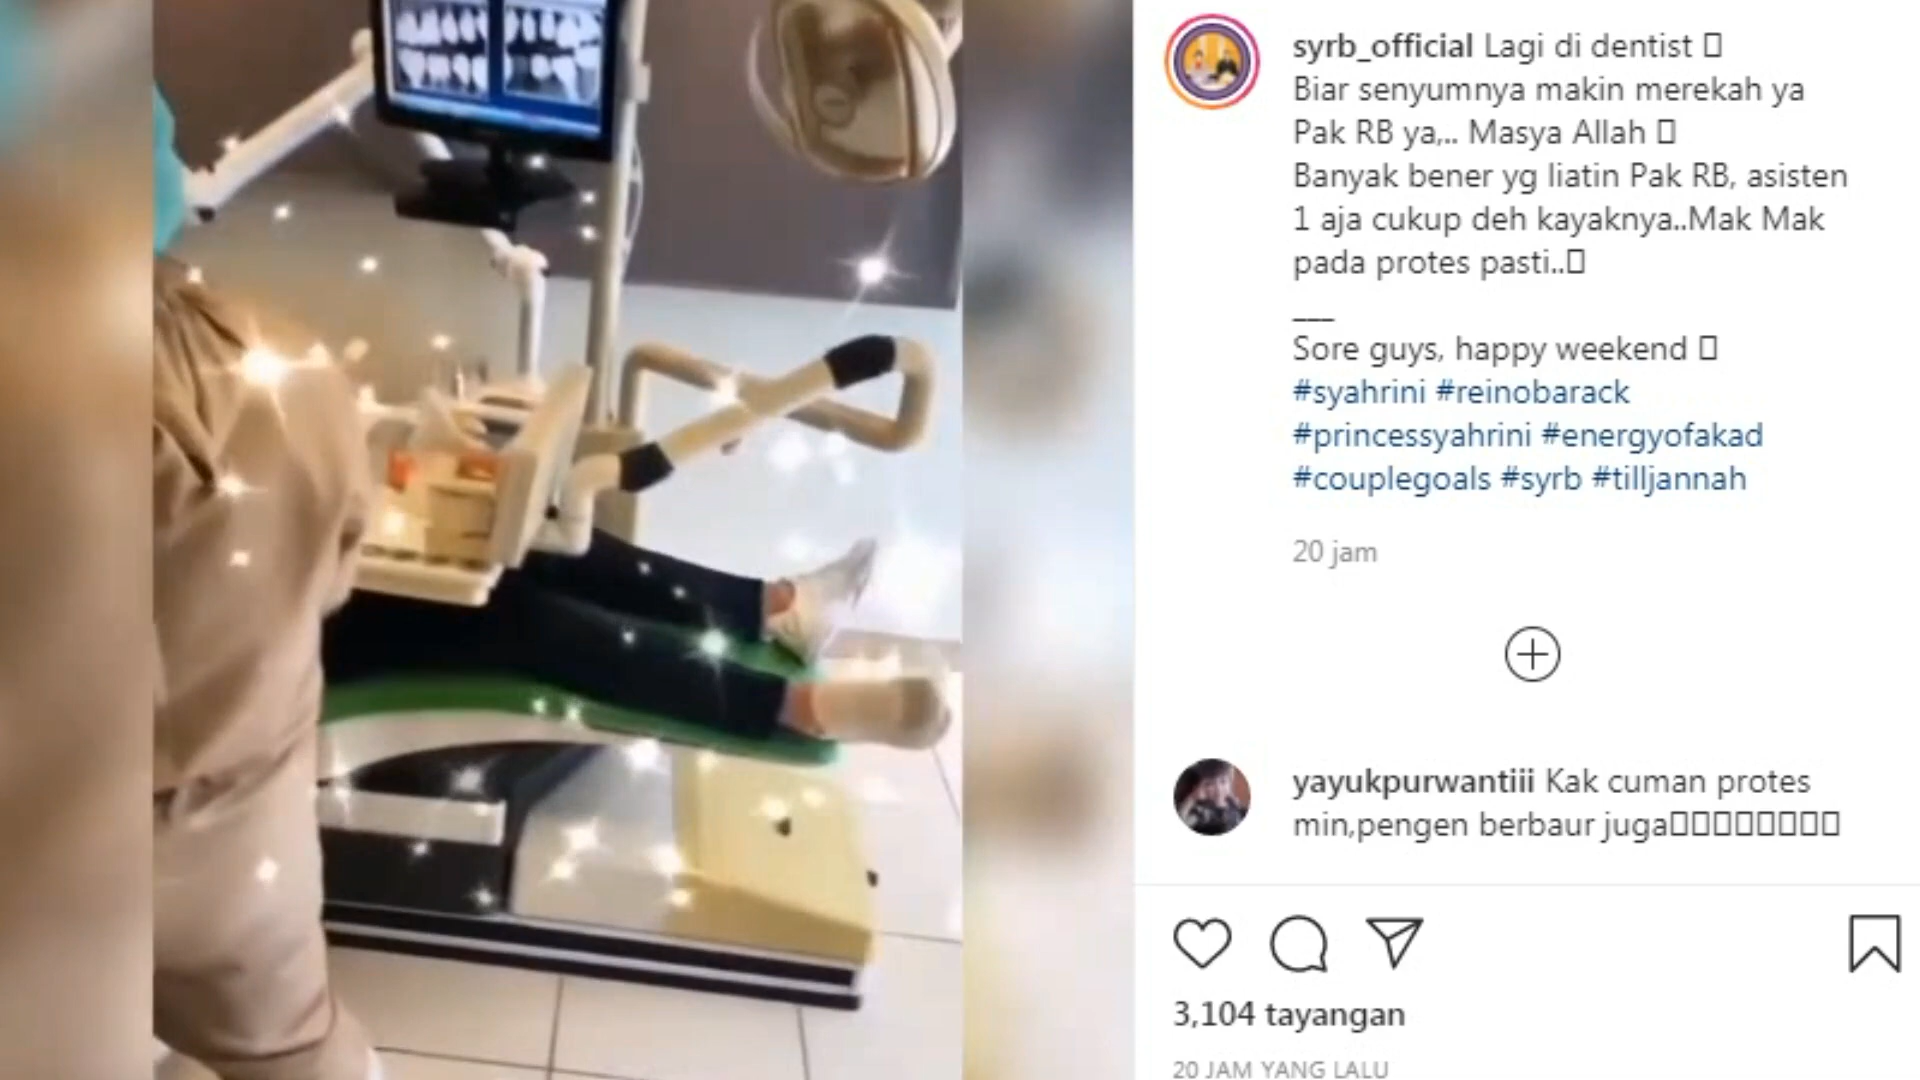 syrb_official Lagi di dentist
Biar senyumnya makin merekah ya
Pak RB ya,.. Masya Allah
Banyak bener yg liatin Pak RB, asisten
1 aja cukup deh kayaknya..Mak Mak
pada protes pasti..
___
Sore guys, happy weekend
#syahrini #reinobarack
#princessyahrini #energyofakad
#couplegoals #syrb #tilljannah
20 jam
yayukpurwantiii Kak cuman protes
min,pengen berbaur juga
3,104 tayangan
20 JAM YANG LALU